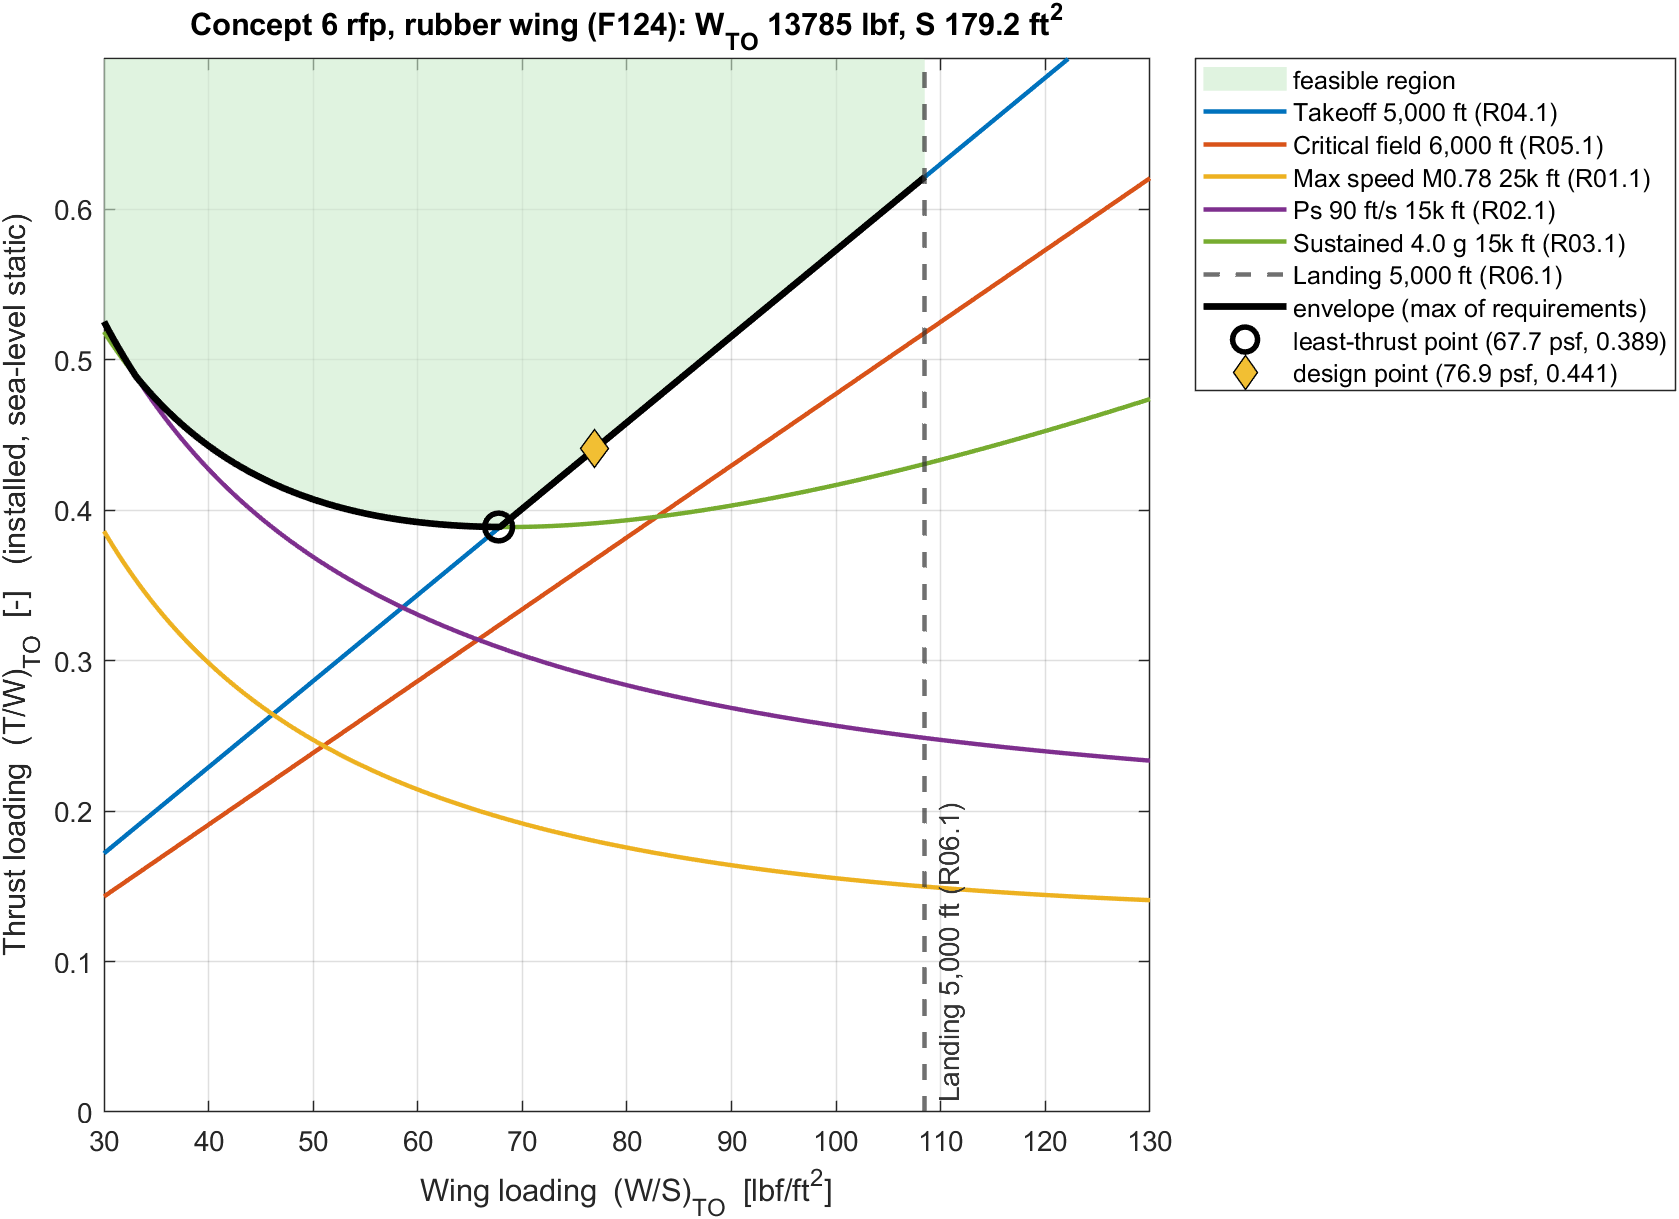 Concept 6 rfp, rubber wing (F124): W_TO 13785 lbf, S 179.2 ft^2
feasible region
Takeoff 5,000 ft (R04.1)
Critical field 6,000 ft (R05.1)
Max speed M0.78 25k ft (R01.1)
Ps 90 ft/s 15k ft (R02.1)
Sustained 4.0 g 15k ft (R03.1)
Landing 5,000 ft (R06.1)
envelope (max of requirements)
least-thrust point (67.7 psf, 0.389)
design point (76.9 psf, 0.441)
Thrust loading (T/W)_TO [-] (installed, sea-level static)
0.6
0.5
0.4
0.3
0.2
0.1
0
Landing 5,000 ft (R06.1)
30 40 50 60 70 80 90 100 110 120 130
Wing loading (W/S)_TO [lbf/ft^2]